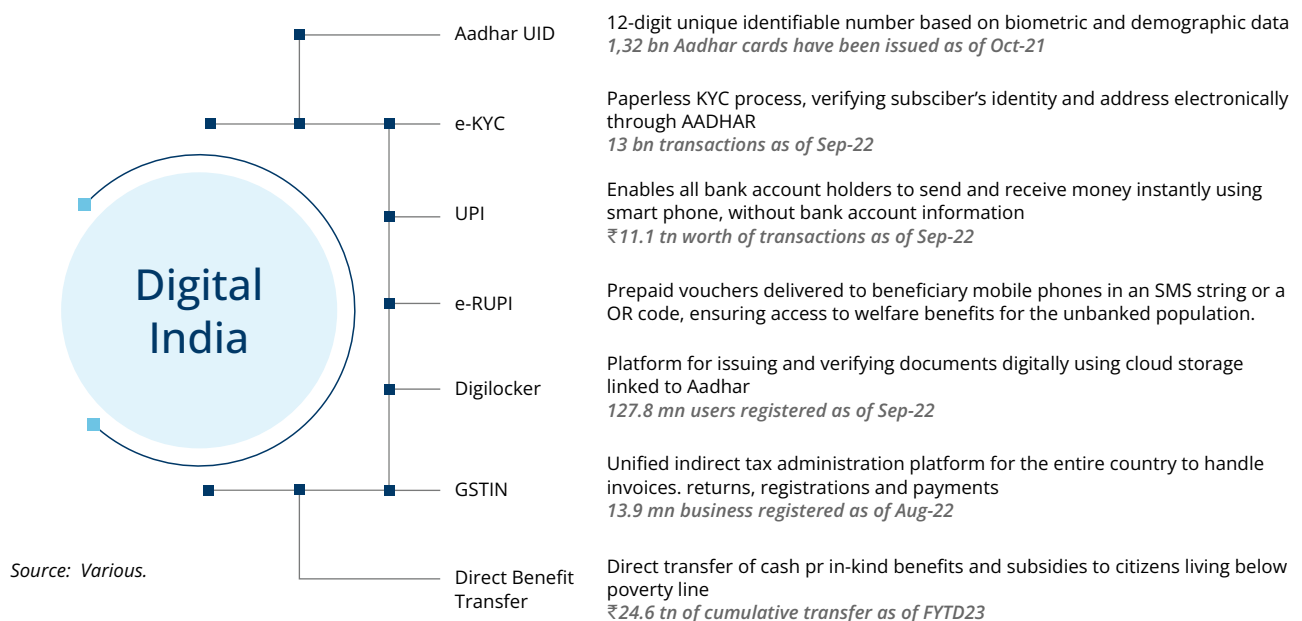 Aadhar UID
12-digit unique identifiable number based on biometric and demographic data
1,32 bn Aadhar cards have been issued as of Oct-21
e-KYC
Paperless KYC process, verifying subsciber's identity and address electronically
through AADHAR
13 bn transactions as of Sep-22
UPI
Enables all bank account holders to send and receive money instantly using
smart phone, without bank account information
₹11.1 tn worth of transactions as of Sep-22
Digital
India
e-RUPI
Prepaid vouchers delivered to beneficiary mobile phones in an SMS string or a
OR code, ensuring access to welfare benefits for the unbanked population.
Digilocker
Platform for issuing and verifying documents digitally using cloud storage
linked to Aadhar
127.8 mn users registered as of Sep-22
GSTIN
Unified indirect tax administration platform for the entire country to handle
invoices. returns, registrations and payments
13.9 mn business registered as of Aug-22
Source: Various.
Direct Benefit
Transfer
Direct transfer of cash pr in-kind benefits and subsidies to citizens living below
poverty line
₹24.6 tn of cumulative transfer as of FYTD23